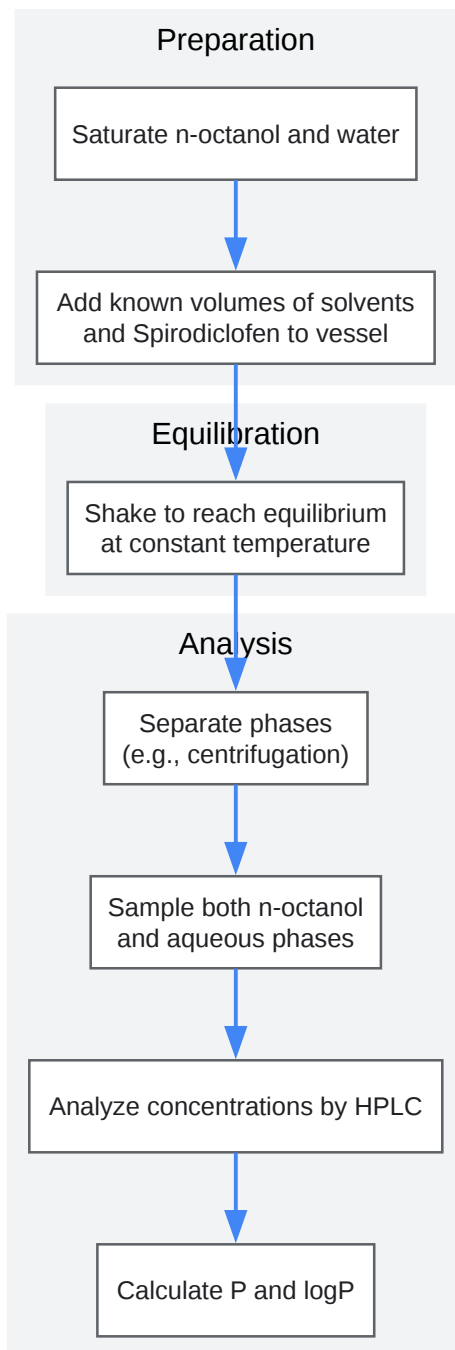 Preparation
Saturate n-octanol and water
Add known volumes of solvents
and Spirodiclofen to vessel
Equilibration
Shake to reach equilibrium
at constant temperature
Analysis
Separate phases
(e.g., centrifugation)
Sample both n-octanol
and aqueous phases
Analyze concentrations by HPLC
Calculate P and logP